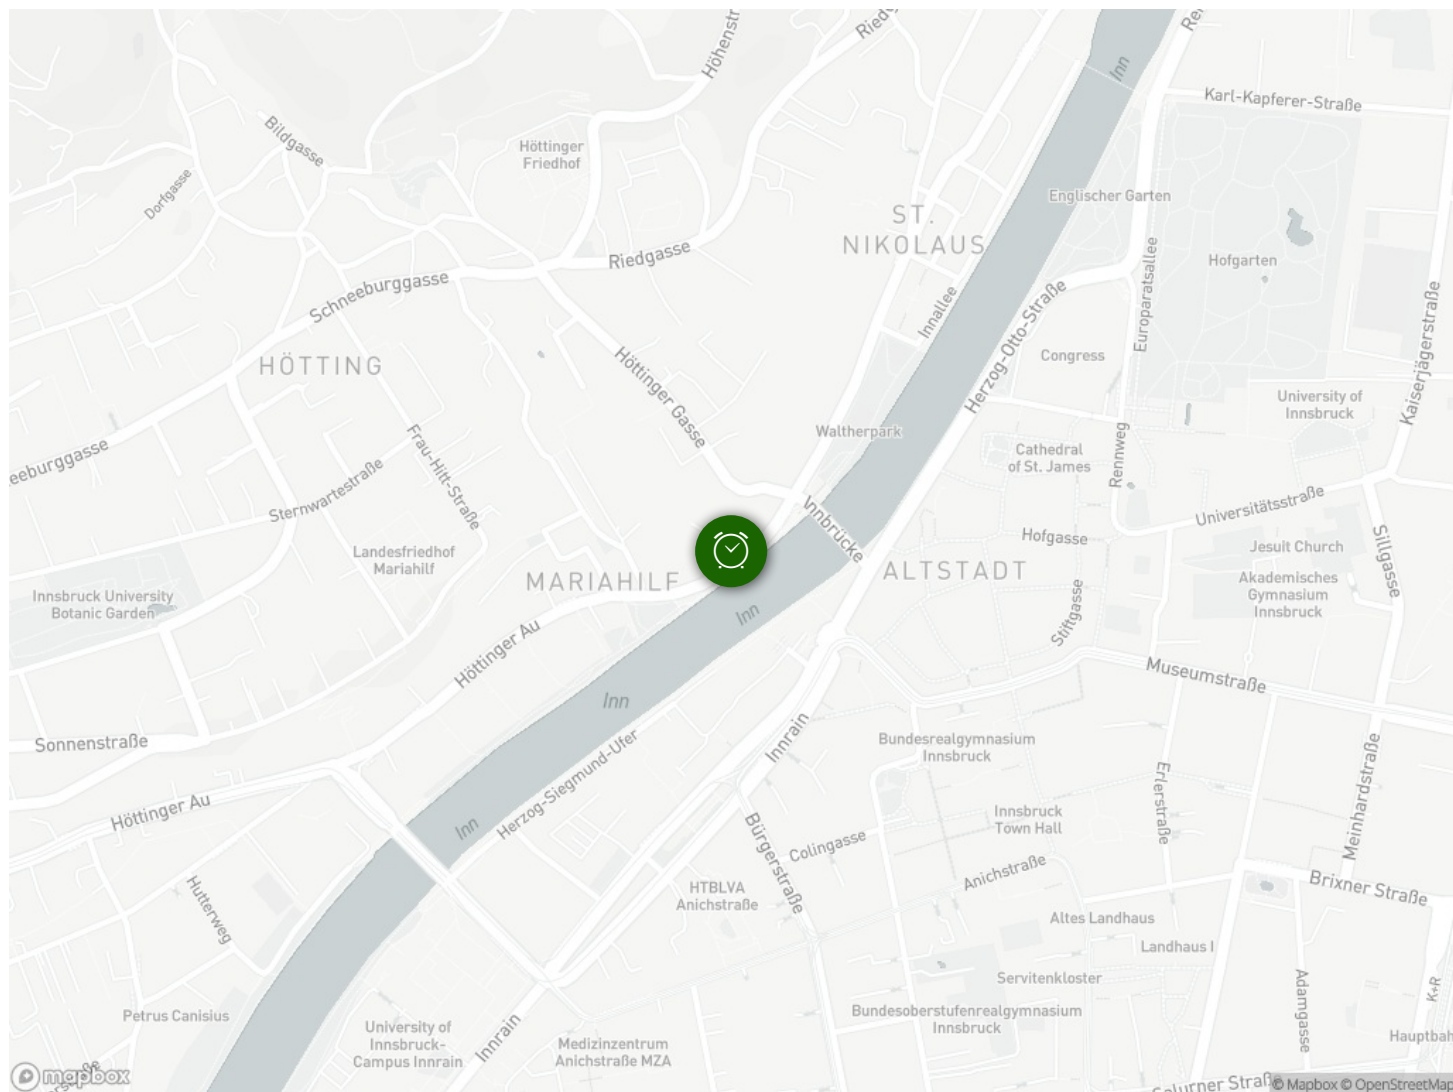 Höhenstr
Ried
Inn
Ren
Karl-Kapferer-Straße
Bildgasse
Höttinger
Friedhof
Dorfgasse
Englischer Garten
ST.
NIKOLAUS
Riedgasse
Hofgarten
Europaratsallee
Schneeburggasse
Innallee
Herzog-Otto-Straße
Kaiserjägerstraße
HÖTTING
Congress
Höttinger Gasse
University of
Innsbruck
Waltherpark
Rennweg
Cathedral
of St. James
eeburggasse
Frau-Hitt-Straße
Sternwartestraße
Universitätsstraße
Innbrücke
Hofgasse
Jesuit Church
Sillgasse
Landesfriedhof
Mariahilf
MARIAHILF
ALTSTADT
Akademisches
Gymnasium
Innsbruck
Innsbruck University
Botanic Garden
Inn
Stiftgasse
Höttinger Au
Museumstraße
Inn
Sonnenstraße
Innrain
Bundesrealgymnasium
Innsbruck
Herzog-Siegmund-Ufer
Erlerstraße
Meinhardstraße
Höttinger Au
Inn
Innsbruck
Town Hall
Bürgerstraße
Colingasse
Anichstraße
HTBLVA
Anichstraße
Brixner Straße
Hutterweg
Altes Landhaus
Landhaus I
Servitenkloster
Adamgasse
K+R
Petrus Canisius
University of
Innsbruck-
Campus Innrain
Innrain
Bundesoberstufenrealgymnasium
Innsbruck
Medizinzentrum
Anichstraße MZA
Hauptbah
mapbox
© Mapbox © OpenStreetMap